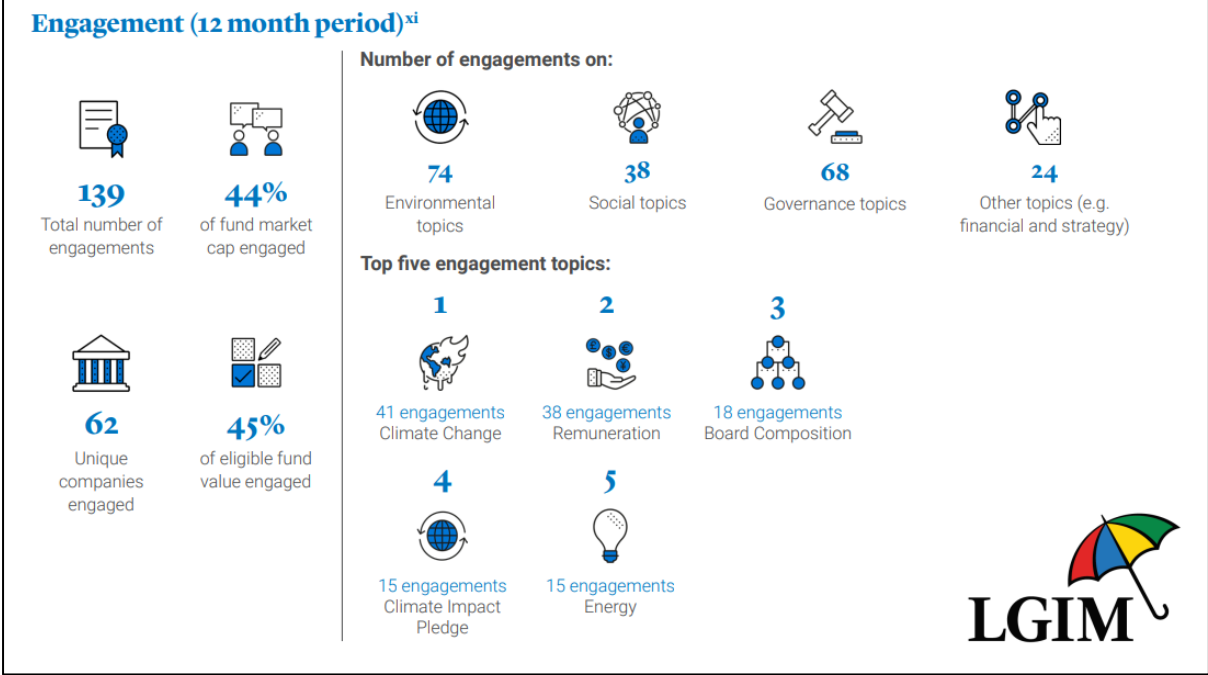 Engagement (12 month period)xi
139
Total number of
engagements
44%
of fund market
cap engaged
62
Unique
companies
engaged
45%
of eligible fund
value engaged
Number of engagements on:
74
Environmental
topics
38
Social topics
68
Governance topics
24
Other topics (e.g.
financial and strategy)
Top five engagement topics:
1
41 engagements
Climate Change
2
38 engagements
Remuneration
3
18 engagements
Board Composition
4
15 engagements
Climate Impact
Pledge
5
15 engagements
Energy
LGIM